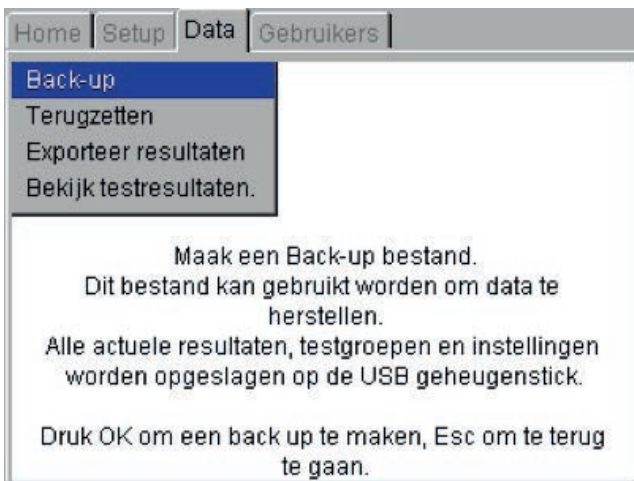 Home Setup Data Gebruikers
Back-up
Terugzetten
Exporteer resultaten
Bekijk testresultaten.
Maak een Back-up bestand.
Dit bestand kan gebruikt worden om data te
herstellen.
Alle actuele resultaten, testgroepen en instellingen
worden opgeslagen op de USB geheugenstick.
Druk OK om een back up te maken, Esc om te terug
te gaan.